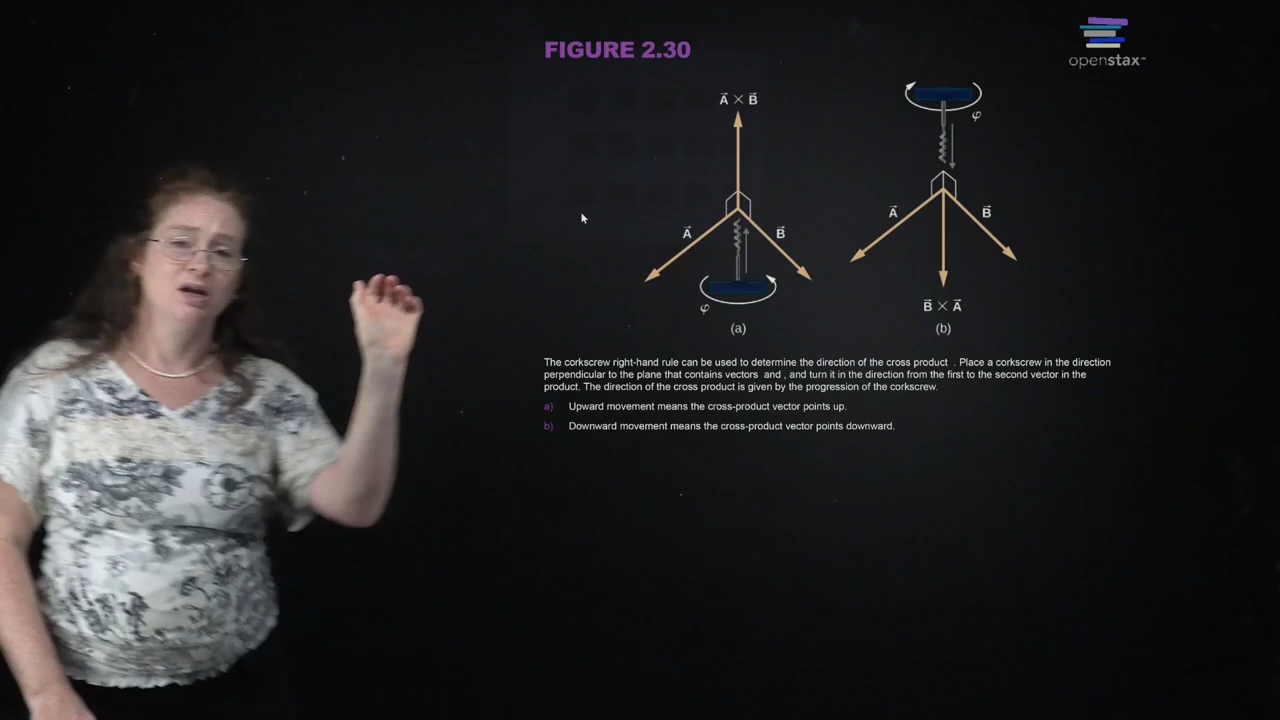 FIGURE 2.30
openstax™
A⃗ × B⃗
φ
A⃗
B⃗
A⃗
B⃗
φ
B⃗ × A⃗
(a)
(b)
The corkscrew right-hand rule can be used to determine the direction of the cross product . Place a corkscrew in the direction
perpendicular to the plane that contains vectors and , and turn it in the direction from the first to the second vector in the
product. The direction of the cross product is given by the progression of the corkscrew.
a) Upward movement means the cross-product vector points up.
b) Downward movement means the cross-product vector points downward.